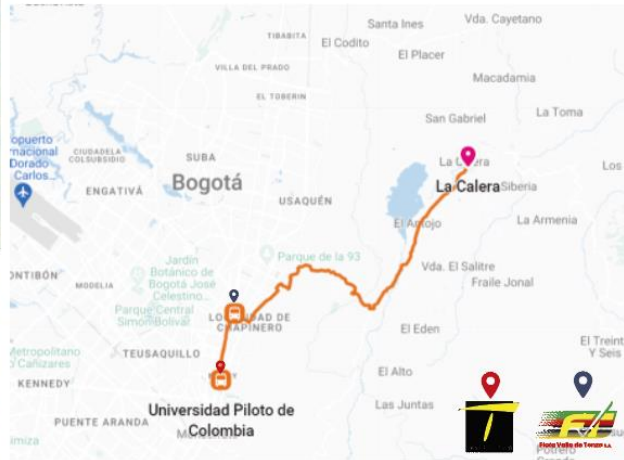 Santa Ines
Vda. Cayetano
TIBABITA
El Codito
El Placer
VILLA DEL PRADO
Macadamia
EL TOBERIN
La Toma
San Gabriel
opuerto
rnacional
Dorado
Carlos...
CIUDADELA
COLSUBSIDIO
SUBA
Bogotá
ENGATIVÁ
USAQUÉN
La Calera
Siberia
Los
El Antojo
La Armenia
Jardín
Botánico de
Bogotá José
Celestino...
Parque de la 93
Vda. El Salitre
Fraile Jonal
ONTIBÓN
MODELIA
Parque Central
Simón Bolívar
LOCALIDAD DE
CHAPINERO
El Eden
El Treint
Y Seis
TEUSAQUILLO
Metropolitano
o Cañizares
KENNEDY
El Alto
Las Juntas
Universidad Piloto de
Colombia
PUENTE ARANDA
imiza
T
Flota Valle de Tenza S.A.